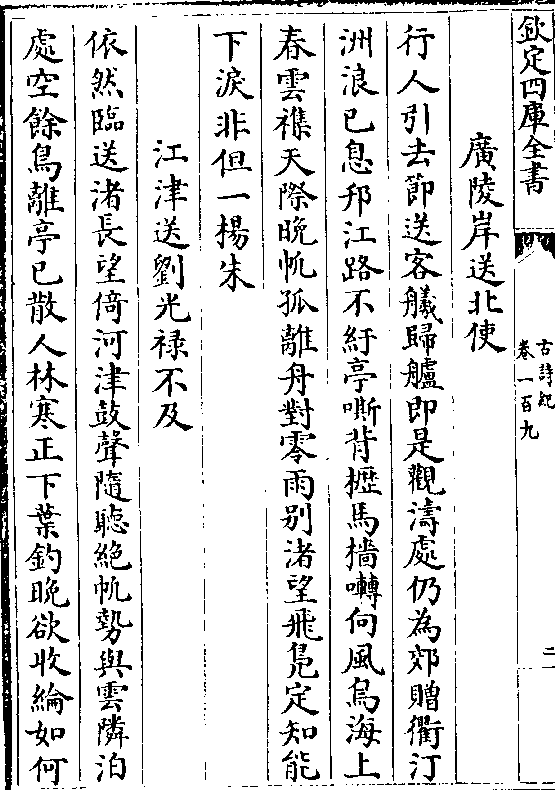 欽定四庫全書
古詩紀
卷一百九
二
廣陵岸送北使
行人引去節送客艤歸艫即是觀濤處仍為郊贈衢汀
洲浪已息邗江路不紆亭嘶背櫪馬檣囀向風烏海上
春雲襍天際晚帆孤離舟對零雨别渚望飛鳬定知能
下淚非但一楊朱
江津送劉光禄不及
依然臨送渚長望倚河津鼓聲隨聽絶帆勢與雲隣泊
處空餘鳥離亭已散人林寒正下葉釣晚欲收綸如何